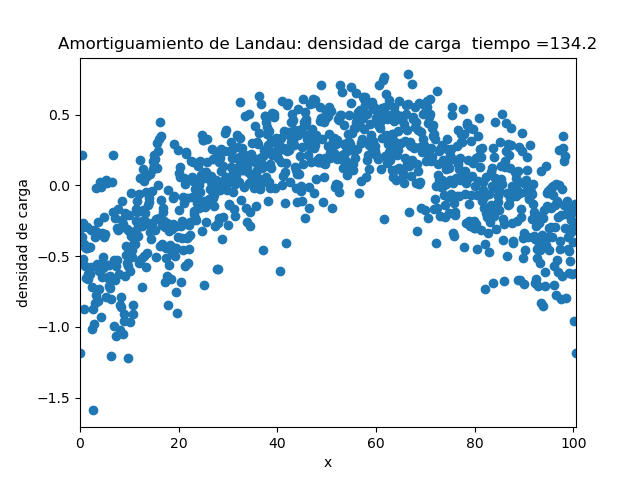 Amortiguamiento de Landau: densidad de carga  tiempo =134.2
densidad de carga
0.5
0.0
−0.5
−1.0
−1.5
0 20 40 60 80 100
x